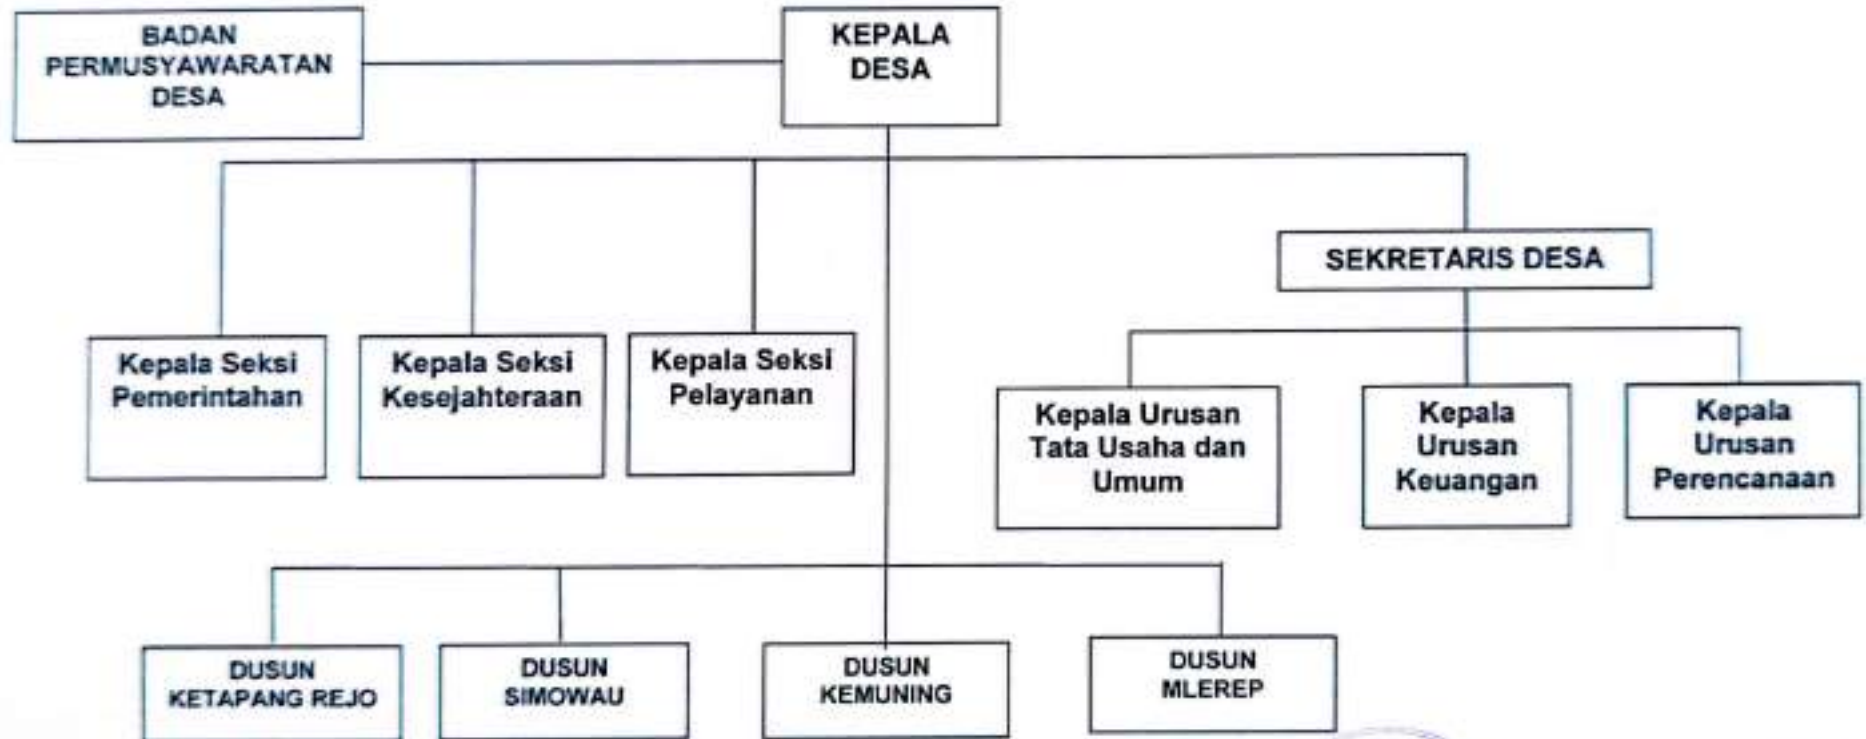 BADAN
PERMUSYAWARATAN
DESA
KEPALA
DESA
SEKRETARIS DESA
Kepala Seksi
Pemerintahan
Kepala Seksi
Kesejahteraan
Kepala Seksi
Pelayanan
Kepala Urusan
Tata Usaha dan
Umum
Kepala
Urusan
Keuangan
Kepala
Urusan
Perencanaan
DUSUN
KETAPANG REJO
DUSUN
SIMOWAU
DUSUN
KEMUNING
DUSUN
MLEREP